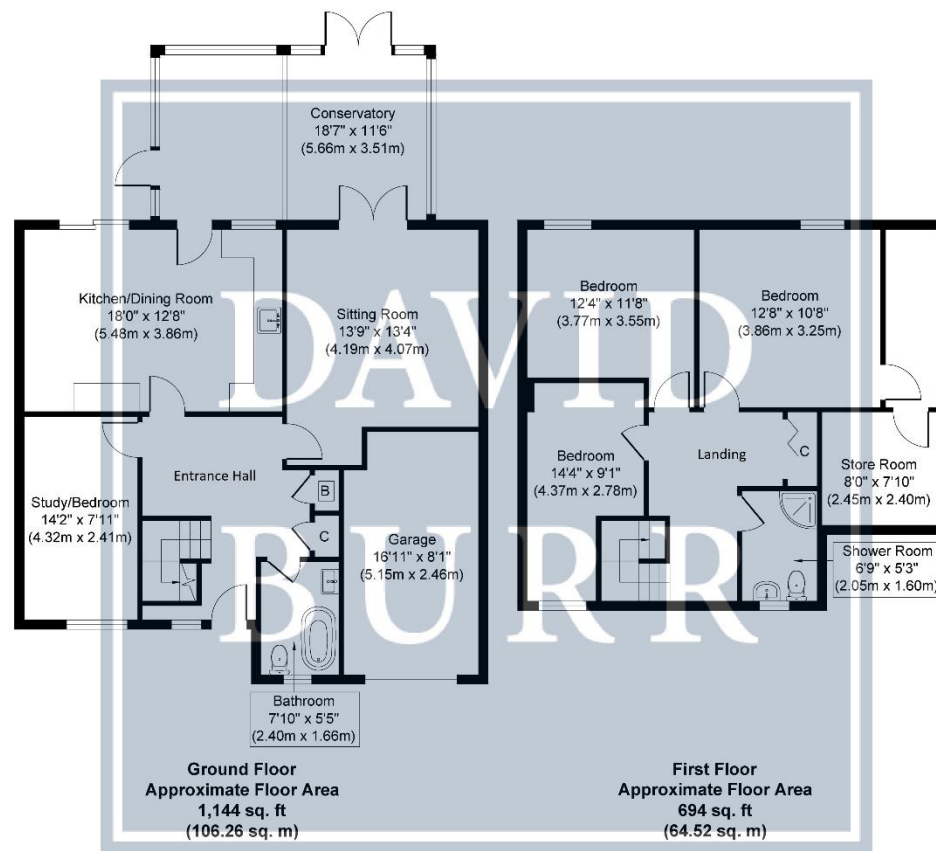 Conservatory
18'7" x 11'6"
(5.66m x 3.51m)
Kitchen/Dining Room
18'0" x 12'8"
(5.48m x 3.86m)
Sitting Room
13'9" x 13'4"
(4.19m x 4.07m)
Bedroom
12'4" x 11'8"
(3.77m x 3.55m)
Bedroom
12'8" x 10'8"
(3.86m x 3.25m)
DAVID
BURR
Study/Bedroom
14'2" x 7'11"
(4.32m x 2.41m)
Entrance Hall
B
C
Garage
16'11" x 8'1"
(5.15m x 2.46m)
Bathroom
7'10" x 5'5"
(2.40m x 1.66m)
Bedroom
14'4" x 9'1"
(4.37m x 2.78m)
Landing
C
Store Room
8'0" x 7'10"
(2.45m x 2.40m)
Shower Room
6'9" x 5'3"
(2.05m x 1.60m)
Ground Floor
Approximate Floor Area
1,144 sq. ft
(106.26 sq. m)
First Floor
Approximate Floor Area
694 sq. ft
(64.52 sq. m)